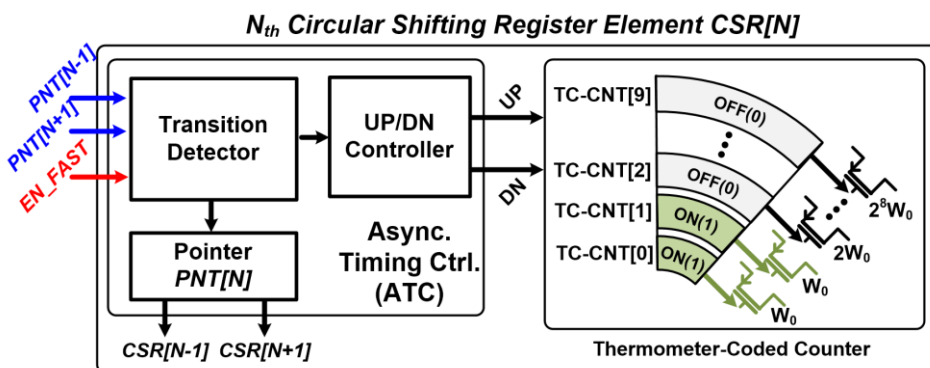 Nth Circular Shifting Register Element CSR[N]
PNT[N-1]
PNT[N+1]
EN_FAST
Transition
Detector
UP/DN
Controller
UP
DN
Pointer
PNT[N]
Async.
Timing Ctrl.
(ATC)
CSR[N-1] CSR[N+1]
TC-CNT[9]
TC-CNT[2]
TC-CNT[1]
TC-CNT[0]
OFF(0)
OFF(0)
ON(1)
ON(1)
2⁸W₀
2W₀
W₀
W₀
Thermometer-Coded Counter